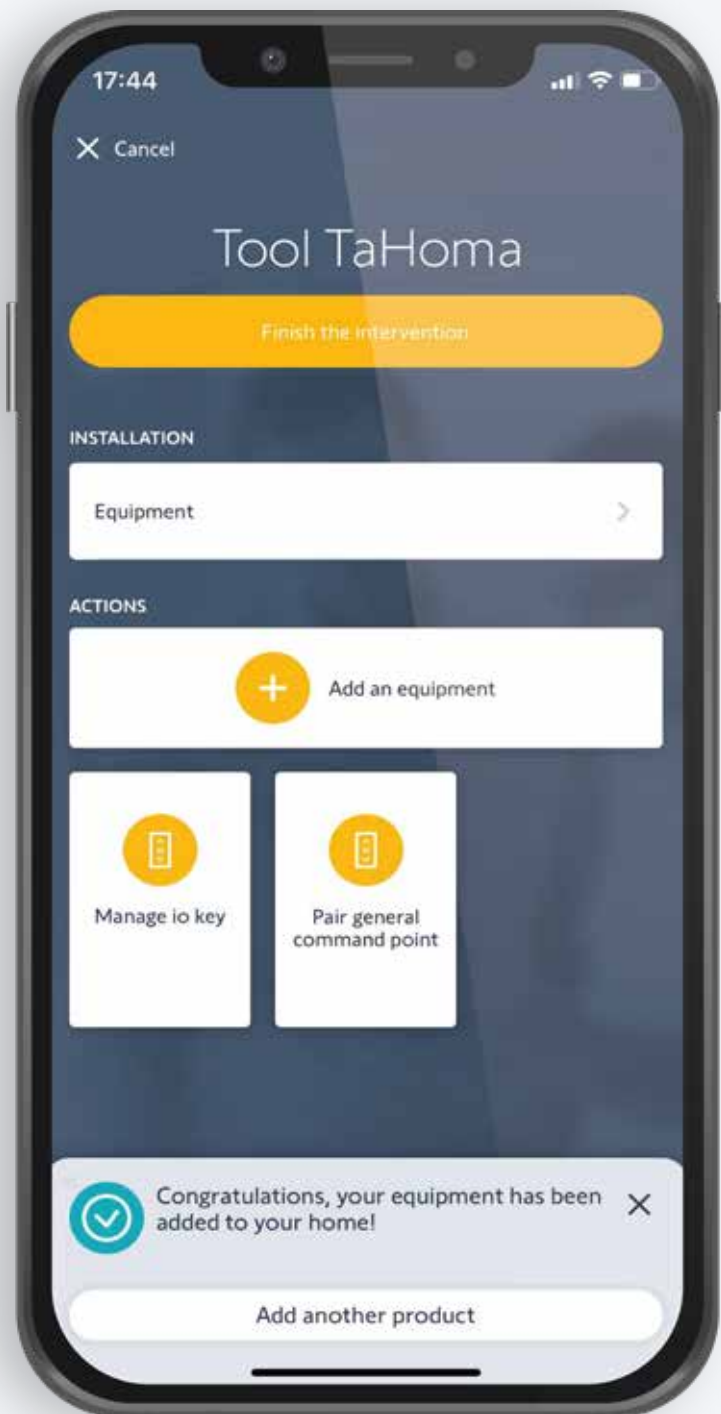 17:44
Cancel
Tool TaHoma
Finish the intervention
INSTALLATION
Equipment
ACTIONS
Add an equipment
Manage io key
Pair general
command point
Congratulations, your equipment has been
added to your home!
Add another product